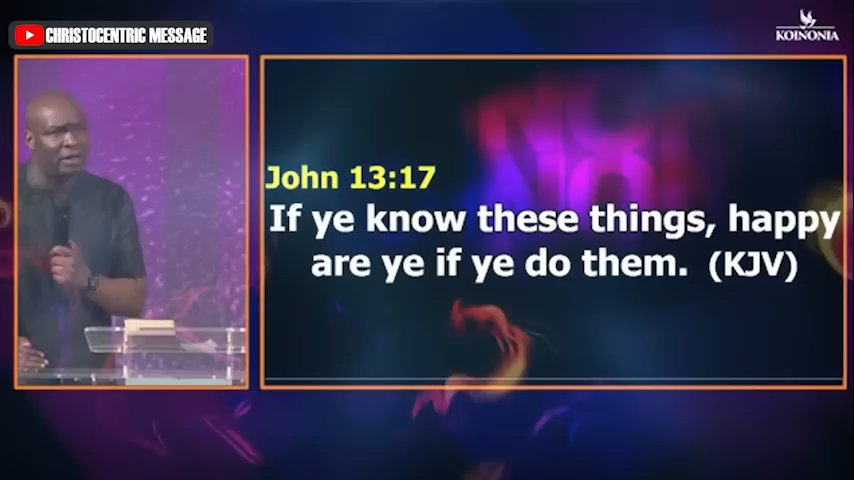 CHRISTOCENTRIC MESSAGE
KOINONIA
John 13:17
If ye know these things, happy
are ye if ye do them. (KJV)